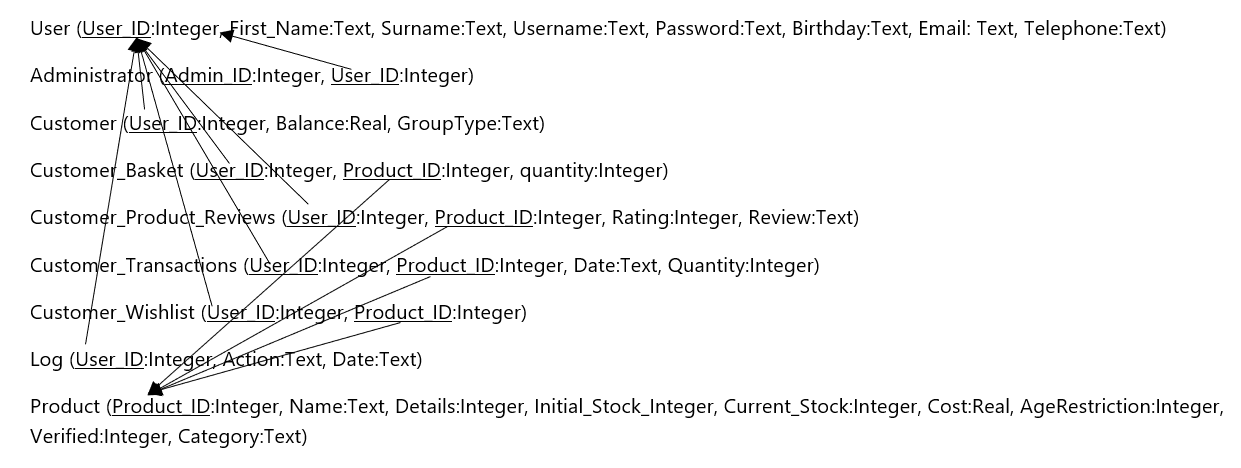 User (User_ID:Integer, First_Name:Text, Surname:Text, Username:Text, Password:Text, Birthday:Text, Email: Text, Telephone:Text)
Administrator (Admin_ID:Integer, User_ID:Integer)
Customer (User_ID:Integer, Balance:Real, GroupType:Text)
Customer_Basket (User_ID:Integer, Product_ID:Integer, quantity:Integer)
Customer_Product_Reviews (User_ID:Integer, Product_ID:Integer, Rating:Integer, Review:Text)
Customer_Transactions (User_ID:Integer, Product_ID:Integer, Date:Text, Quantity:Integer)
Customer_Wishlist (User_ID:Integer, Product_ID:Integer)
Log (User_ID:Integer, Action:Text, Date:Text)
Product (Product_ID:Integer, Name:Text, Details:Integer, Initial_Stock_Integer, Current_Stock:Integer, Cost:Real, AgeRestriction:Integer,
Verified:Integer, Category:Text)